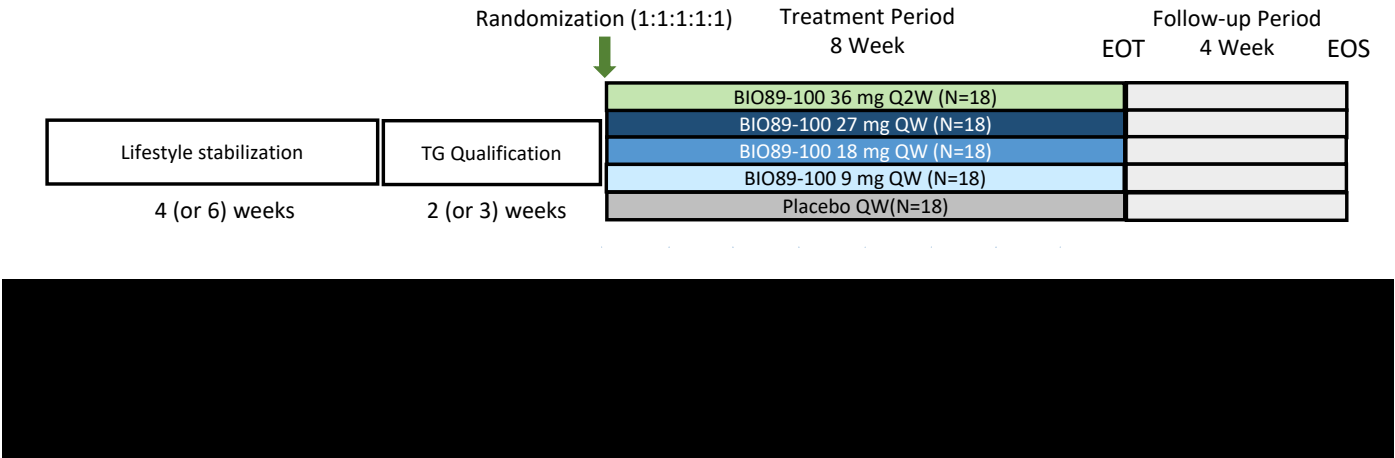 Randomization (1:1:1:1:1)
Treatment Period
8 Week
Follow-up Period
4 Week
EOT
EOS
BIO89-100 36 mg Q2W (N=18)
BIO89-100 27 mg QW (N=18)
BIO89-100 18 mg QW (N=18)
BIO89-100 9 mg QW (N=18)
Placebo QW(N=18)
Lifestyle stabilization
TG Qualification
4 (or 6) weeks
2 (or 3) weeks